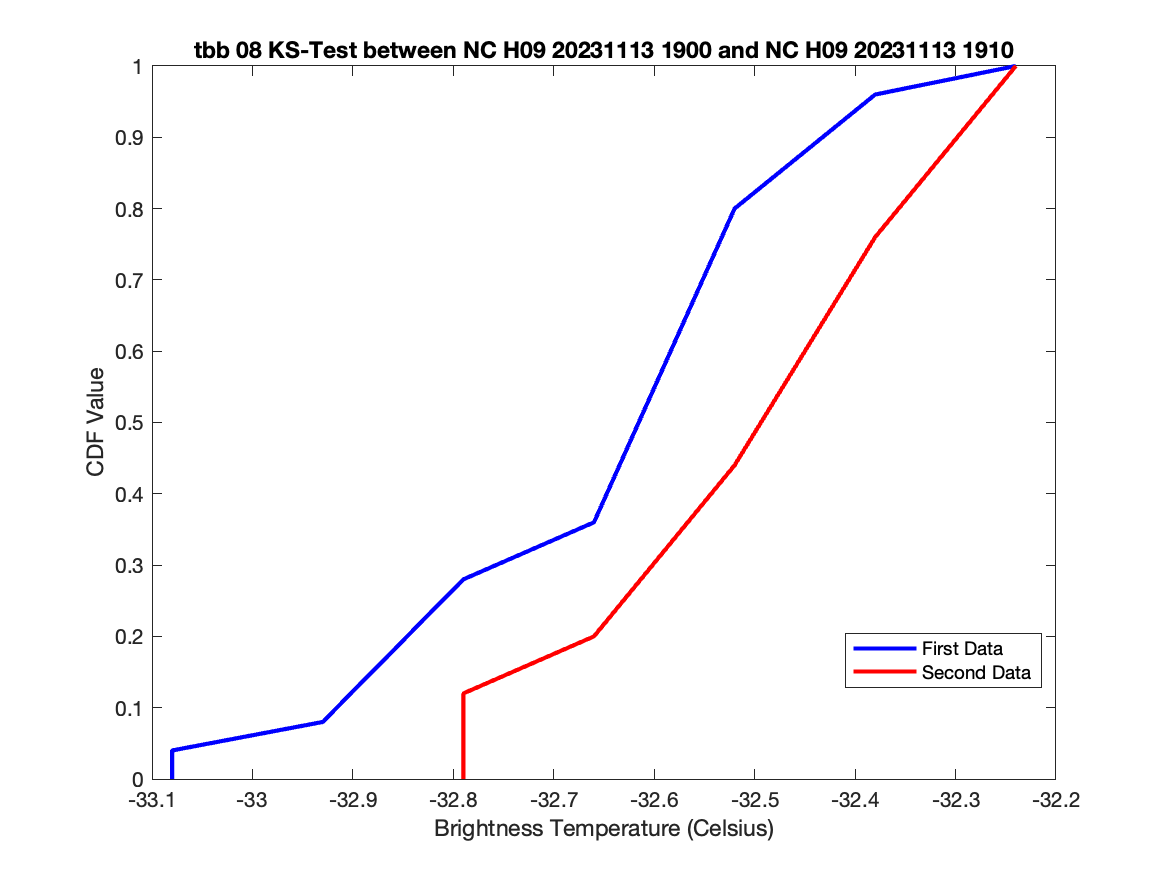 tbb 08 KS-Test between NC H09 20231113 1900 and NC H09 20231113 1910
1
0.9
0.8
0.7
0.6
0.5
0.4
0.3
0.2
0.1
0
CDF Value
First Data
Second Data
-33.1 -33 -32.9 -32.8 -32.7 -32.6 -32.5 -32.4 -32.3 -32.2
Brightness Temperature (Celsius)